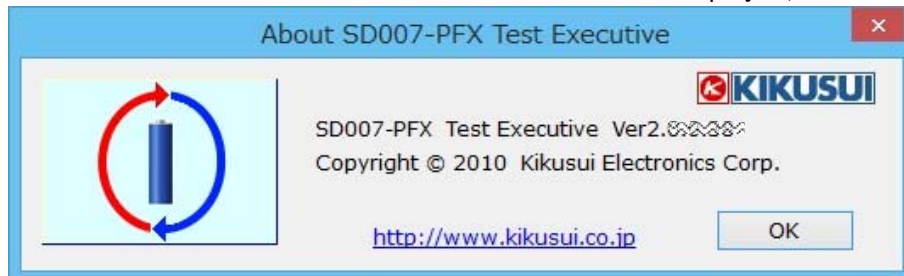 About SD007-PFX Test Executive
KIKUSUI
SD007-PFX Test Executive
Copyright © 2010 Kikusui Electronics Corp.
http://www.kikusui.co.jp
OK